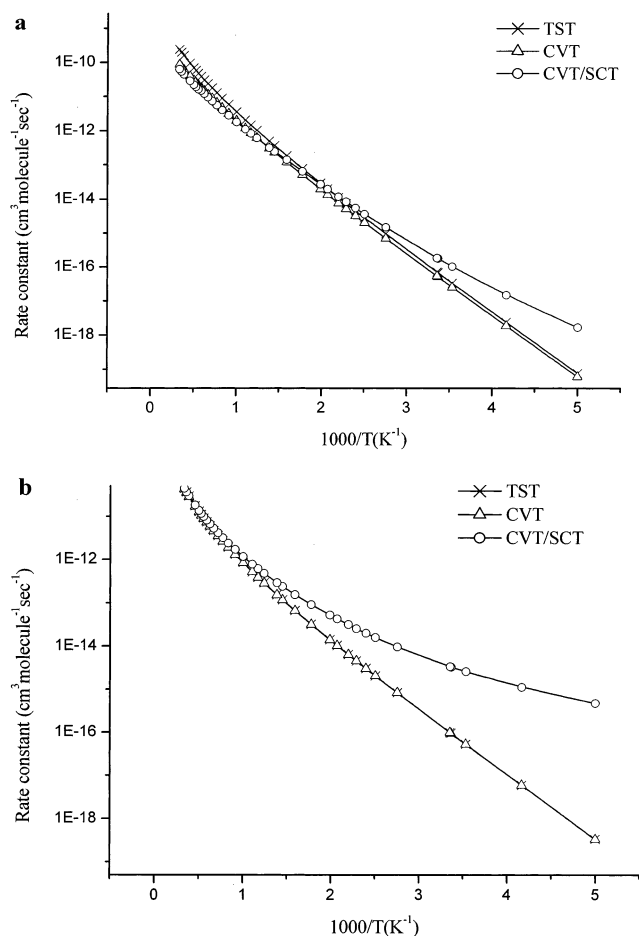 a
TST
CVT
CVT/SCT
1E-10
1E-12
1E-14
1E-16
1E-18
Rate constant (cm³molecule⁻¹sec⁻¹)
0 1 2 3 4 5
1000/T(K⁻¹)
b
TST
CVT
CVT/SCT
1E-12
1E-14
1E-16
1E-18
Rate constant (cm³molecule⁻¹sec⁻¹)
0 1 2 3 4 5
1000/T(K⁻¹)